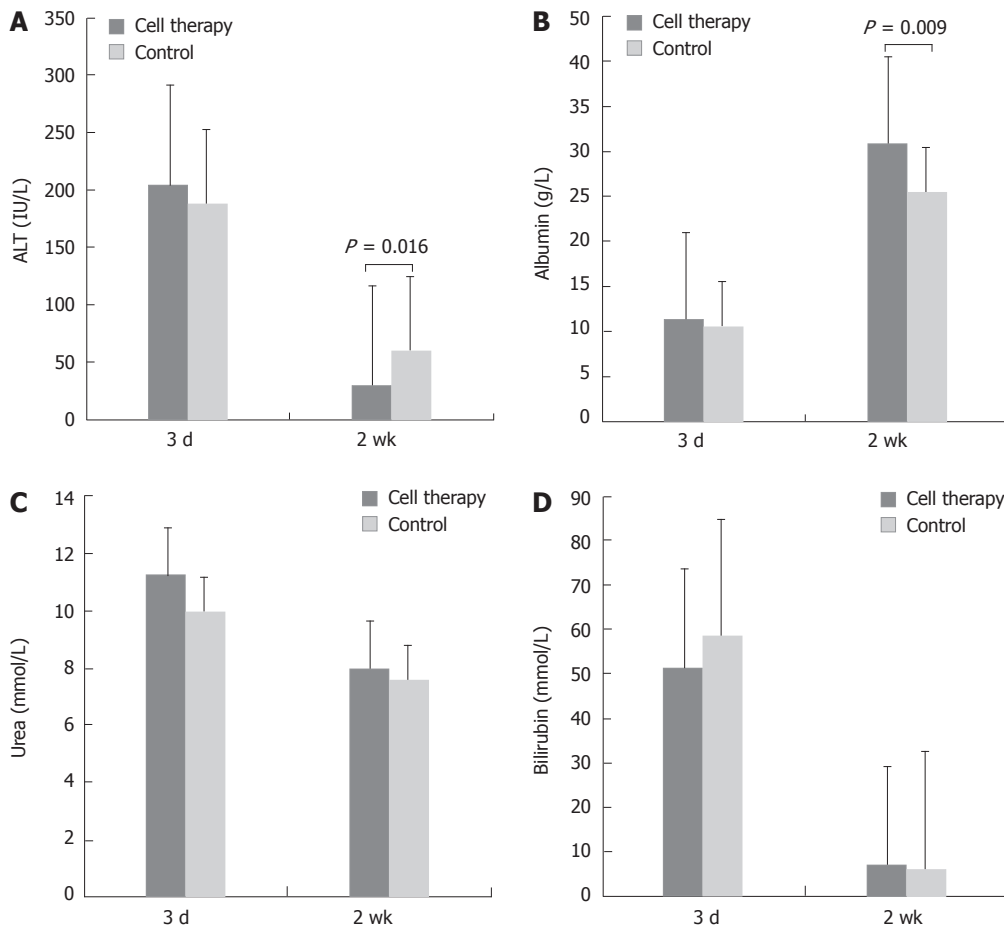 A
Cell therapy
Control
ALT (IU/L)
350
300
250
200
150
100
50
0
P = 0.016
3 d
2 wk
B
Cell therapy
Control
Albumin (g/L)
50
45
40
35
30
25
20
15
10
5
0
P = 0.009
3 d
2 wk
C
Cell therapy
Control
Urea (mmol/L)
14
12
10
8
6
4
2
0
3 d
2 wk
D
Cell therapy
Control
Bilirubin (mmol/L)
90
80
70
60
50
40
30
20
10
0
3 d
2 wk